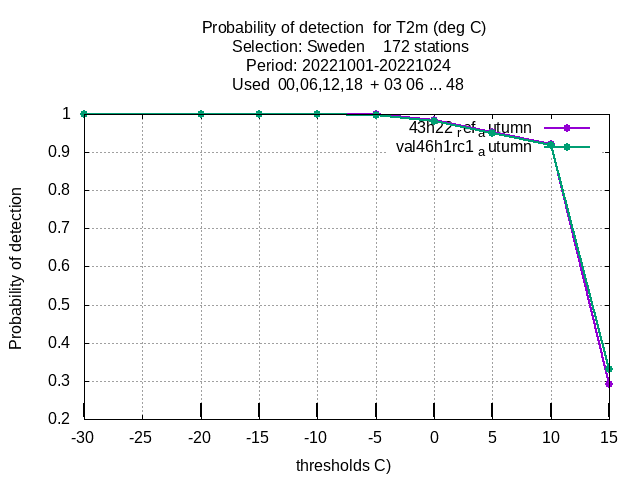 Probability of detection  for T2m (deg C)
Selection: Sweden    172 stations
Period: 20221001-20221024
Used  00,06,12,18  + 03 06 ... 48
43h22_ref_autumn
val46h1rc1_autumn
Probability of detection
1
0.9
0.8
0.7
0.6
0.5
0.4
0.3
0.2
-30 -25 -20 -15 -10 -5 0 5 10 15
thresholds C)